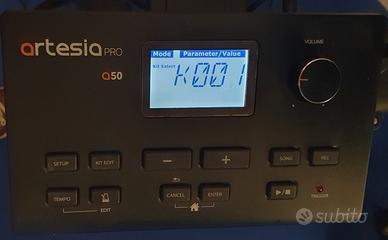 artesia PRO
a50
Mode Parameter/Value
Kit Select
K001
VOLUME
SETUP KIT EDIT − + SONG REC
TEMPO CANCEL ENTER TRIGGER
EDIT
subito